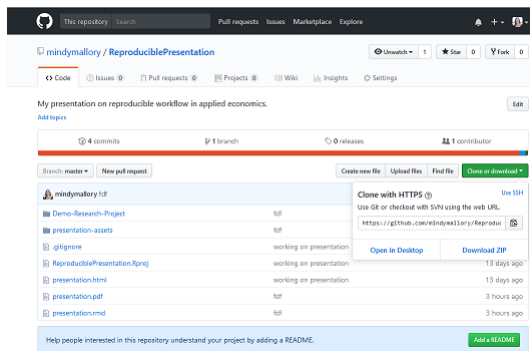 This repository Search Pull requests Issues Marketplace Explore
mindymallory / ReproduciblePresentation Unwatch 1 Star 0 Fork 0
Code Issues 0 Pull requests 0 Projects 0 Wiki Insights Settings
My presentation on reproducible workflow in applied economics. Edit
Add topics
4 commits 1 branch 0 releases 1 contributor
Branch: master New pull request Create new file Upload files Find file Clone or download
mindymallory fdf
Clone with HTTPS Use SSH
Use Git or checkout with SVN using the web URL.
https://github.com/mindymallory/Reproduc
Open in Desktop Download ZIP
Demo-Research-Project fdf
presentation-assets fdf
.gitignore working on presentation
ReproduciblePresentation.Rproj working on presentation 13 days ago
presentation.html working on presentation 13 days ago
presentation.pdf fdf 3 hours ago
presentation.rmd fdf 3 hours ago
Help people interested in this repository understand your project by adding a README. Add a README